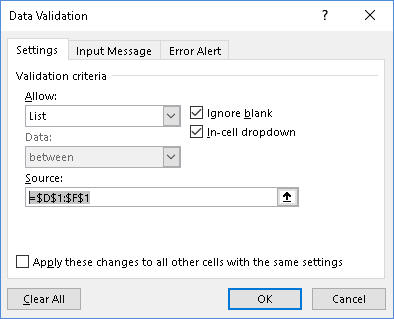 Data Validation
?
Settings Input Message Error Alert
Validation criteria
Allow:
List
Ignore blank
In-cell dropdown
Data:
between
Source:
=$D$1:$F$1
Apply these changes to all other cells with the same settings
Clear All OK Cancel